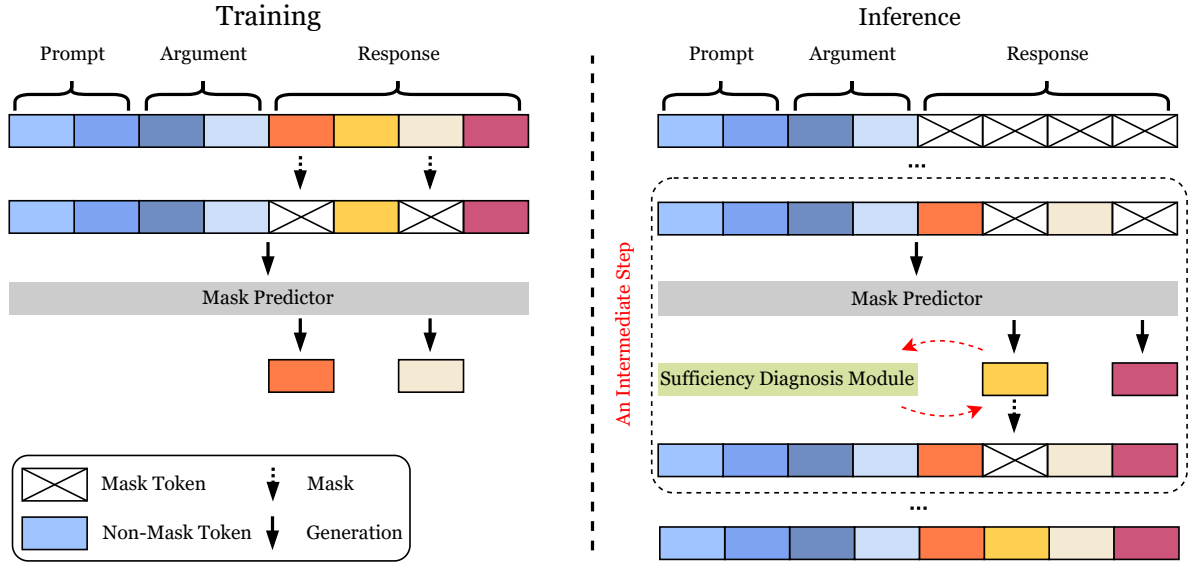 Training
Prompt
Argument
Response
Mask Predictor
Mask Token
Mask
Non-Mask Token
Generation
Inference
Prompt
Argument
Response
...
An Intermediate Step
Mask Predictor
Sufficiency Diagnosis Module
...